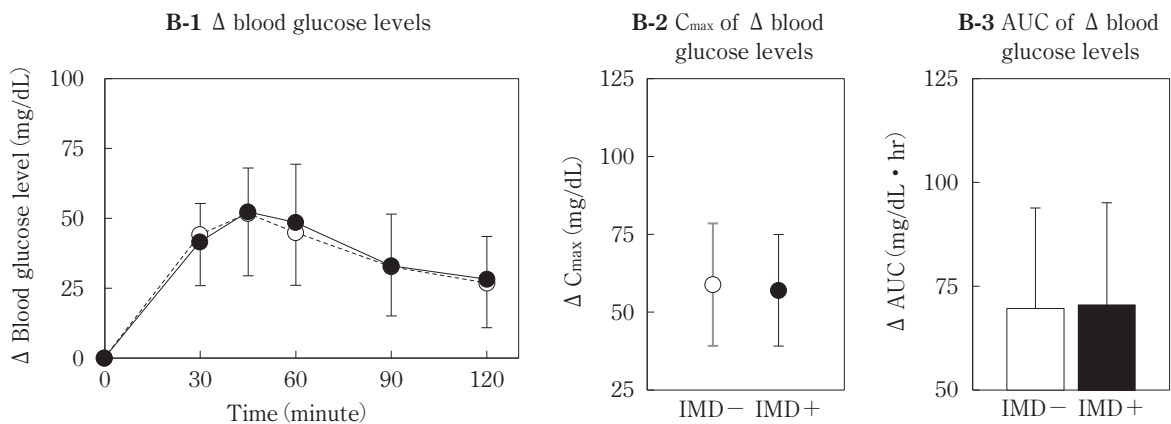 B-1 Δ blood glucose levels
Δ Blood glucose level (mg/dL)
100
75
50
25
0
0 30 60 90 120
Time (minute)
B-2 Cmax of Δ blood
glucose levels
Δ Cmax (mg/dL)
125
100
75
50
25
IMD− IMD+
B-3 AUC of Δ blood
glucose levels
Δ AUC (mg/dL・hr)
125
100
75
50
IMD− IMD+